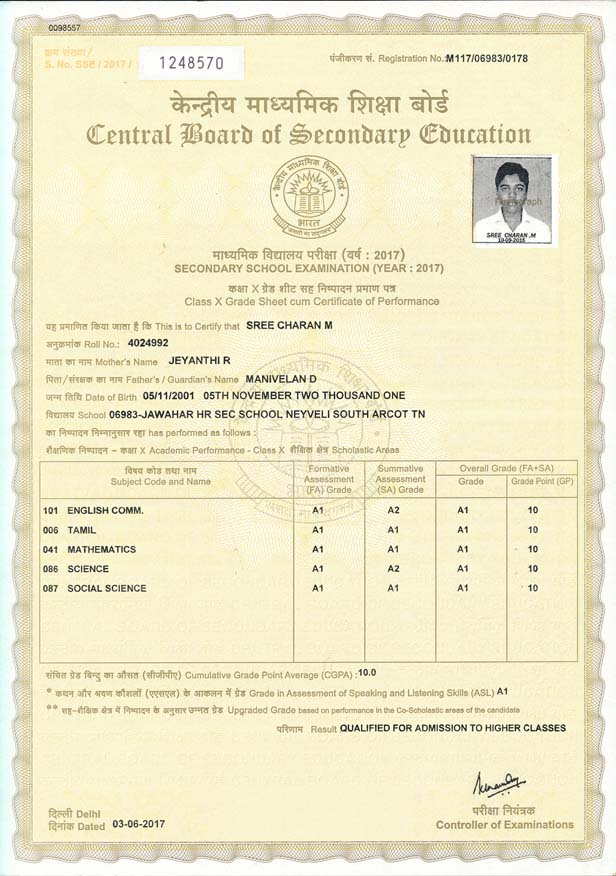 0098557
क्रम संख्या/
S. No. SSE / 2017 / 1248570
पंजीकरण सं. Registration No.:M117/06983/0178
केन्द्रीय माध्यमिक शिक्षा बोर्ड
Central Board of Secondary Education
केन्द्रीय माध्यमिक शिक्षा बोर्ड
भारत
असतो मा सद्गमय
Photograph
SREE CHARAN .M
10-09-2015
माध्यमिक विद्यालय परीक्षा (वर्ष : 2017)
SECONDARY SCHOOL EXAMINATION (YEAR : 2017)
कक्षा X ग्रेड शीट सह निष्पादन प्रमाण पत्र
Class X Grade Sheet cum Certificate of Performance
यह प्रमाणित किया जाता है कि This is to Certify that SREE CHARAN M
अनुक्रमांक Roll No.: 4024992
माता का नाम Mother's Name JEYANTHI R
पिता/संरक्षक का नाम Father's / Guardian's Name MANIVELAN D
जन्म तिथि Date of Birth 05/11/2001 05TH NOVEMBER TWO THOUSAND ONE
विद्यालय School 06983-JAWAHAR HR SEC SCHOOL NEYVELI SOUTH ARCOT TN
का निष्पादन निम्नानुसार रहा has performed as follows :
शैक्षणिक निष्पादन - कक्षा X Academic Performance - Class X शैक्षिक क्षेत्र Scholastic Areas
विषय कोड तथा नाम Subject Code and Name Formative Assessment (FA) Grade Summative Assessment (SA) Grade Overall Grade (FA+SA)
Grade Grade Point (GP)
101 ENGLISH COMM. A1 A2 A1 10
006 TAMIL A1 A1 A1 10
041 MATHEMATICS A1 A1 A1 10
086 SCIENCE A1 A2 A1 10
087 SOCIAL SCIENCE A1 A1 A1 10
संचित ग्रेड बिन्दु का औसत (सीजीपीए) Cumulative Grade Point Average (CGPA) :10.0
* कथन और श्रवण कौशलों (एएसएल) के आकलन में ग्रेड Grade in Assessment of Speaking and Listening Skills (ASL) A1
** सह-शैक्षिक क्षेत्र में निष्पादन के अनुसार उन्नत ग्रेड Upgraded Grade based on performance in the Co-Scholastic areas of the candidate
परिणाम Result QUALIFIED FOR ADMISSION TO HIGHER CLASSES
दिल्ली Delhi
दिनांक Dated 03-06-2017
परीक्षा नियंत्रक
Controller of Examinations